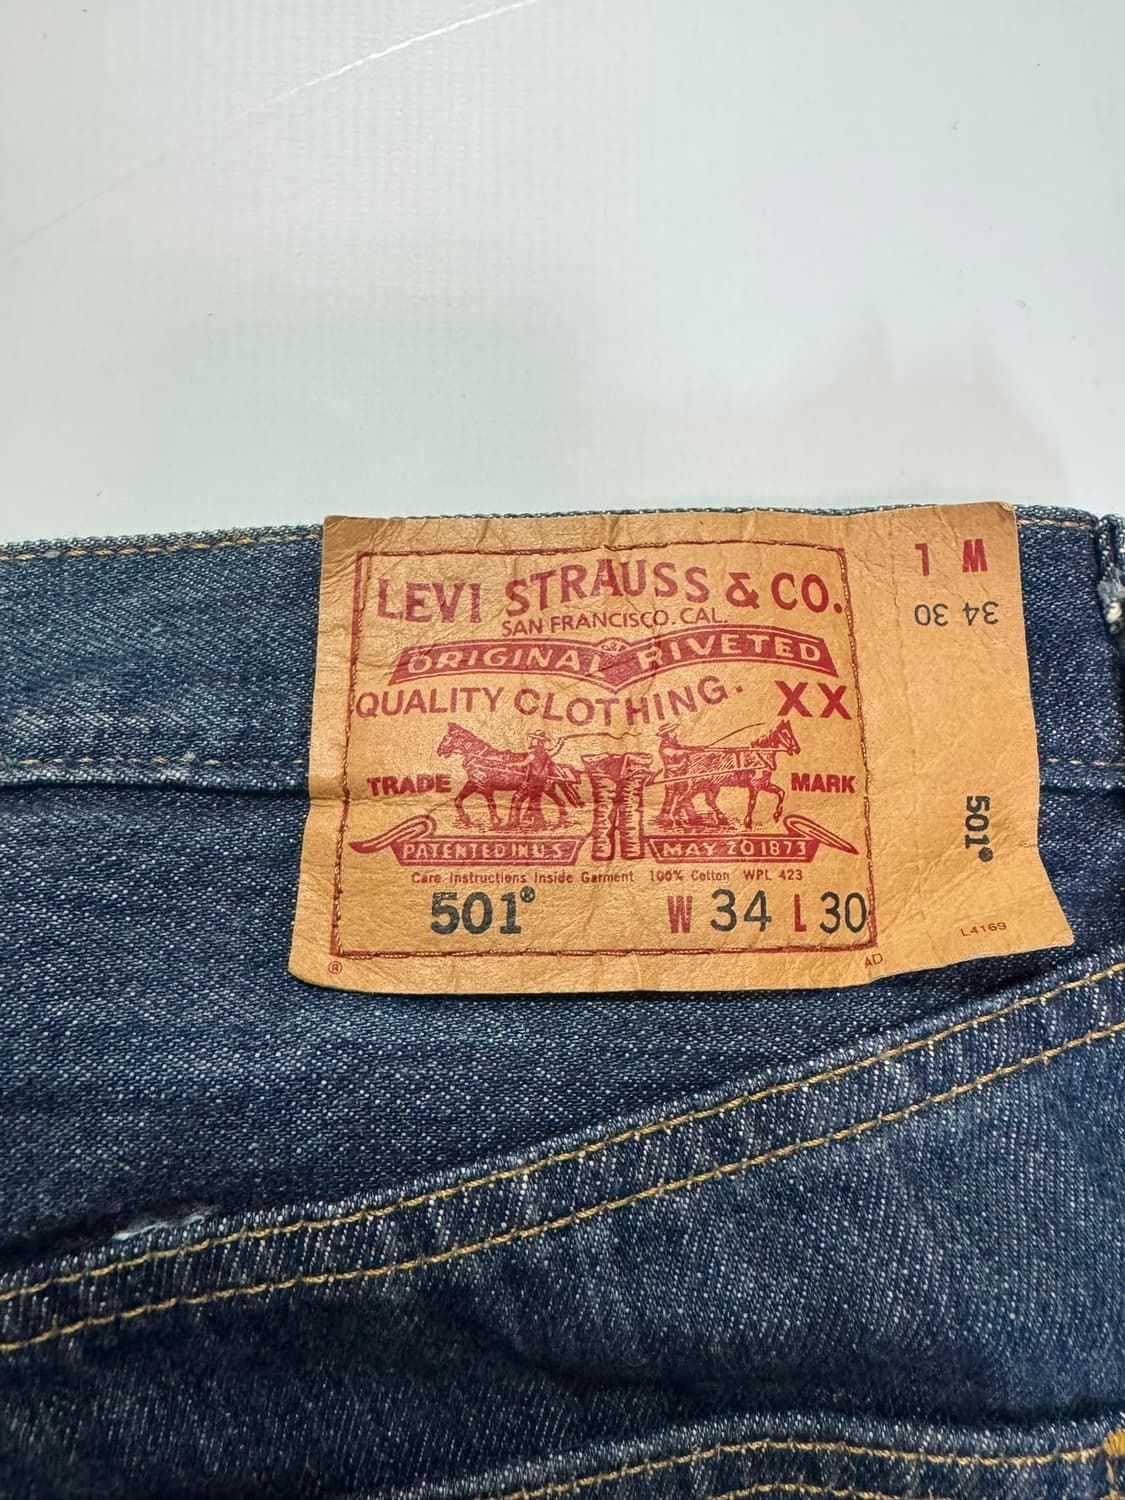 LEVI STRAUSS & CO.
SAN FRANCISCO. CAL.
ORIGINAL RIVETED
QUALITY CLOTHING. XX
TRADE MARK
PATENTED IN U.S. MAY 20 1873
Care Instructions Inside Garment 100% Cotton WPL 423
501® W 34 L 30
® AD
W L
34 30
501®
L4169